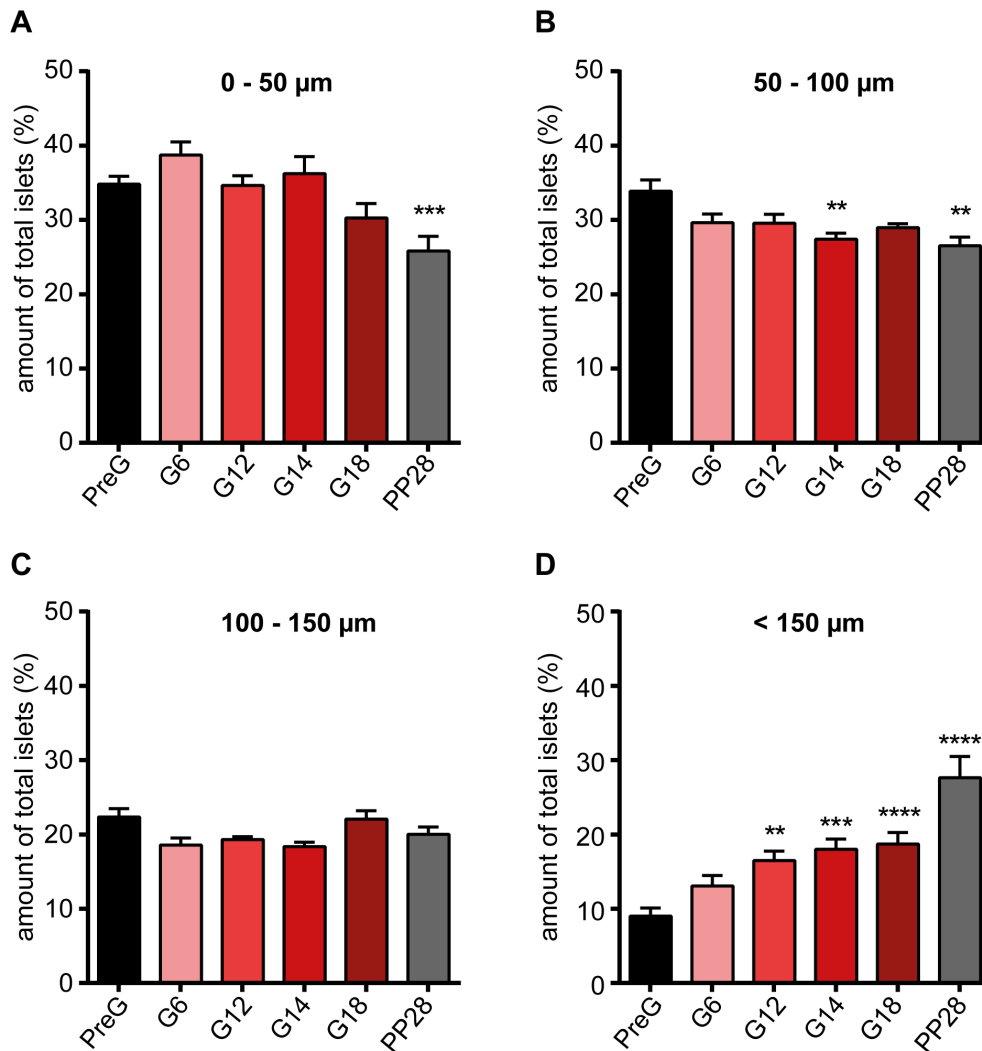 A
0 - 50 µm
amount of total islets (%)
50
40
30
20
10
0
***
PreG
G6
G12
G14
G18
PP28
B
50 - 100 µm
amount of total islets (%)
50
40
30
20
10
0
**
**
PreG
G6
G12
G14
G18
PP28
C
100 - 150 µm
amount of total islets (%)
50
40
30
20
10
0
PreG
G6
G12
G14
G18
PP28
D
< 150 µm
amount of total islets (%)
50
40
30
20
10
0
**
***
****
****
PreG
G6
G12
G14
G18
PP28